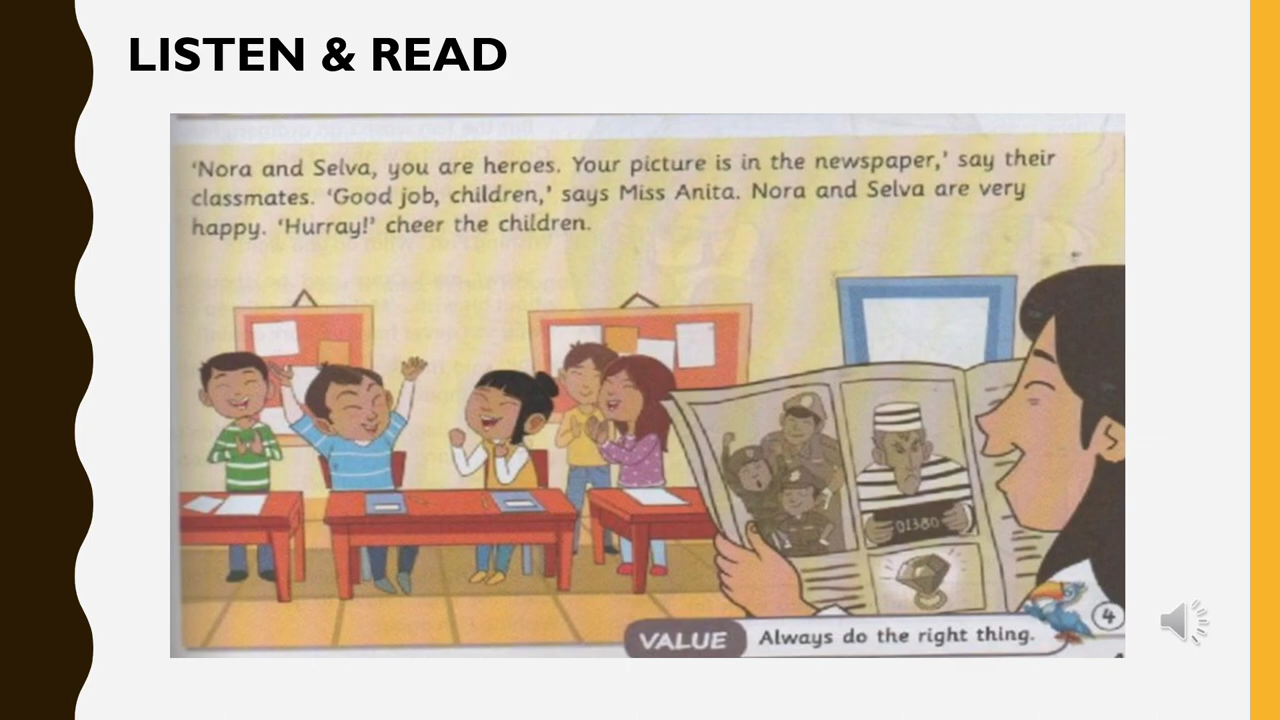 LISTEN & READ
‘Nora and Selva, you are heroes. Your picture is in the newspaper,’ say their
classmates. ‘Good job, children,’ says Miss Anita. Nora and Selva are very
happy. ‘Hurray!’ cheer the children.
01380
VALUE Always do the right thing.
4